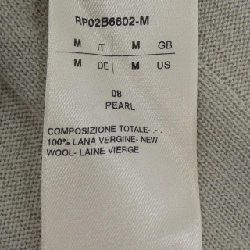 RP02B6602-M
M IT M GB
M DE M US
08
PEARL
COMPOSIZIONE TOTALE-
100% LANA VERGINE- NEW
WOOL- LAINE VIERGE